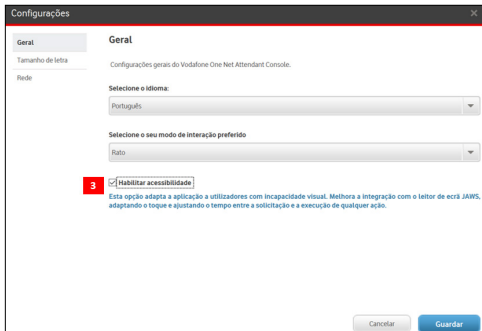 Configurações
Geral
Tamanho de letra
Rede
Geral
Configurações gerais do Vodafone One Net Attendant Console.
Selecione o idioma:
Português
Selecione o seu modo de interação preferido
Rato
3
Habilitar acessibilidade
Esta opção adapta a aplicação a utilizadores com incapacidade visual. Melhora a integração com o leitor de ecrã JAWS,
adaptando o toque e ajustando o tempo entre a solicitação e a execução de qualquer ação.
Cancelar
Guardar